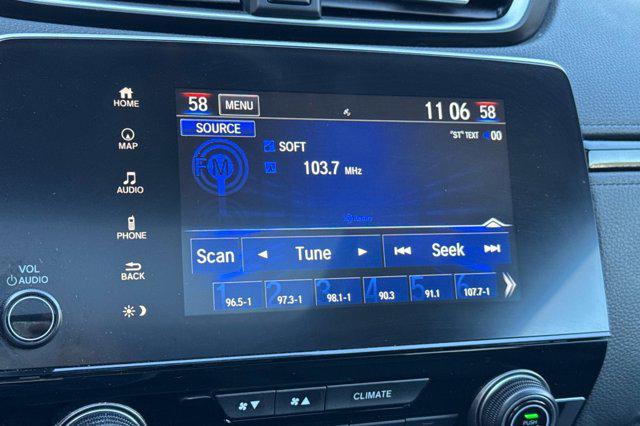 58 MENU 11 06 58
SOURCE "ST" TEXT 00
FM SOFT
103.7 MHz
Scan Tune Seek
1 2 3 4 5 6
96.5-1 97.3-1 98.1-1 90.3 91.1 107.7-1
HOME
MAP
AUDIO
PHONE
BACK
VOL
AUDIO
CLIMATE
PUSH